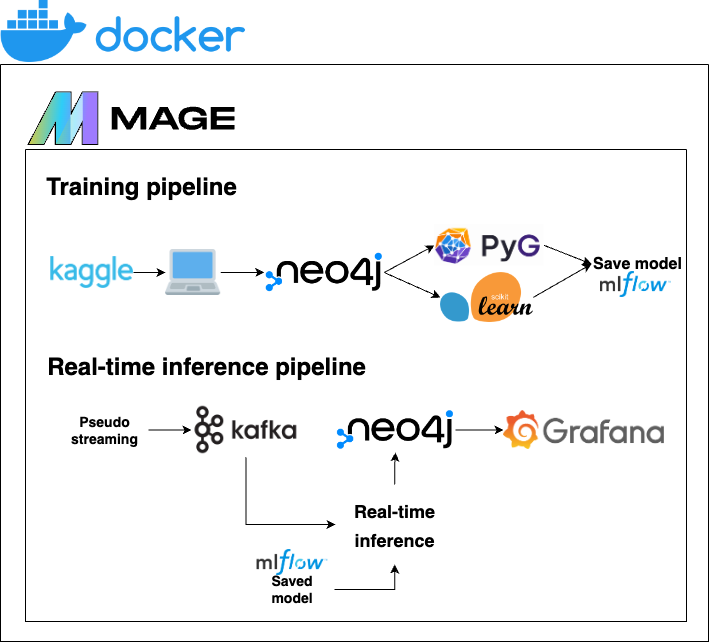 docker
MAGE
Training pipeline
kaggle
neo4j
PyG
scikit
learn
Save model
mlflow
Real-time inference pipeline
Pseudo
streaming
kafka
neo4j
Grafana
Real-time
inference
mlflow
Saved
model